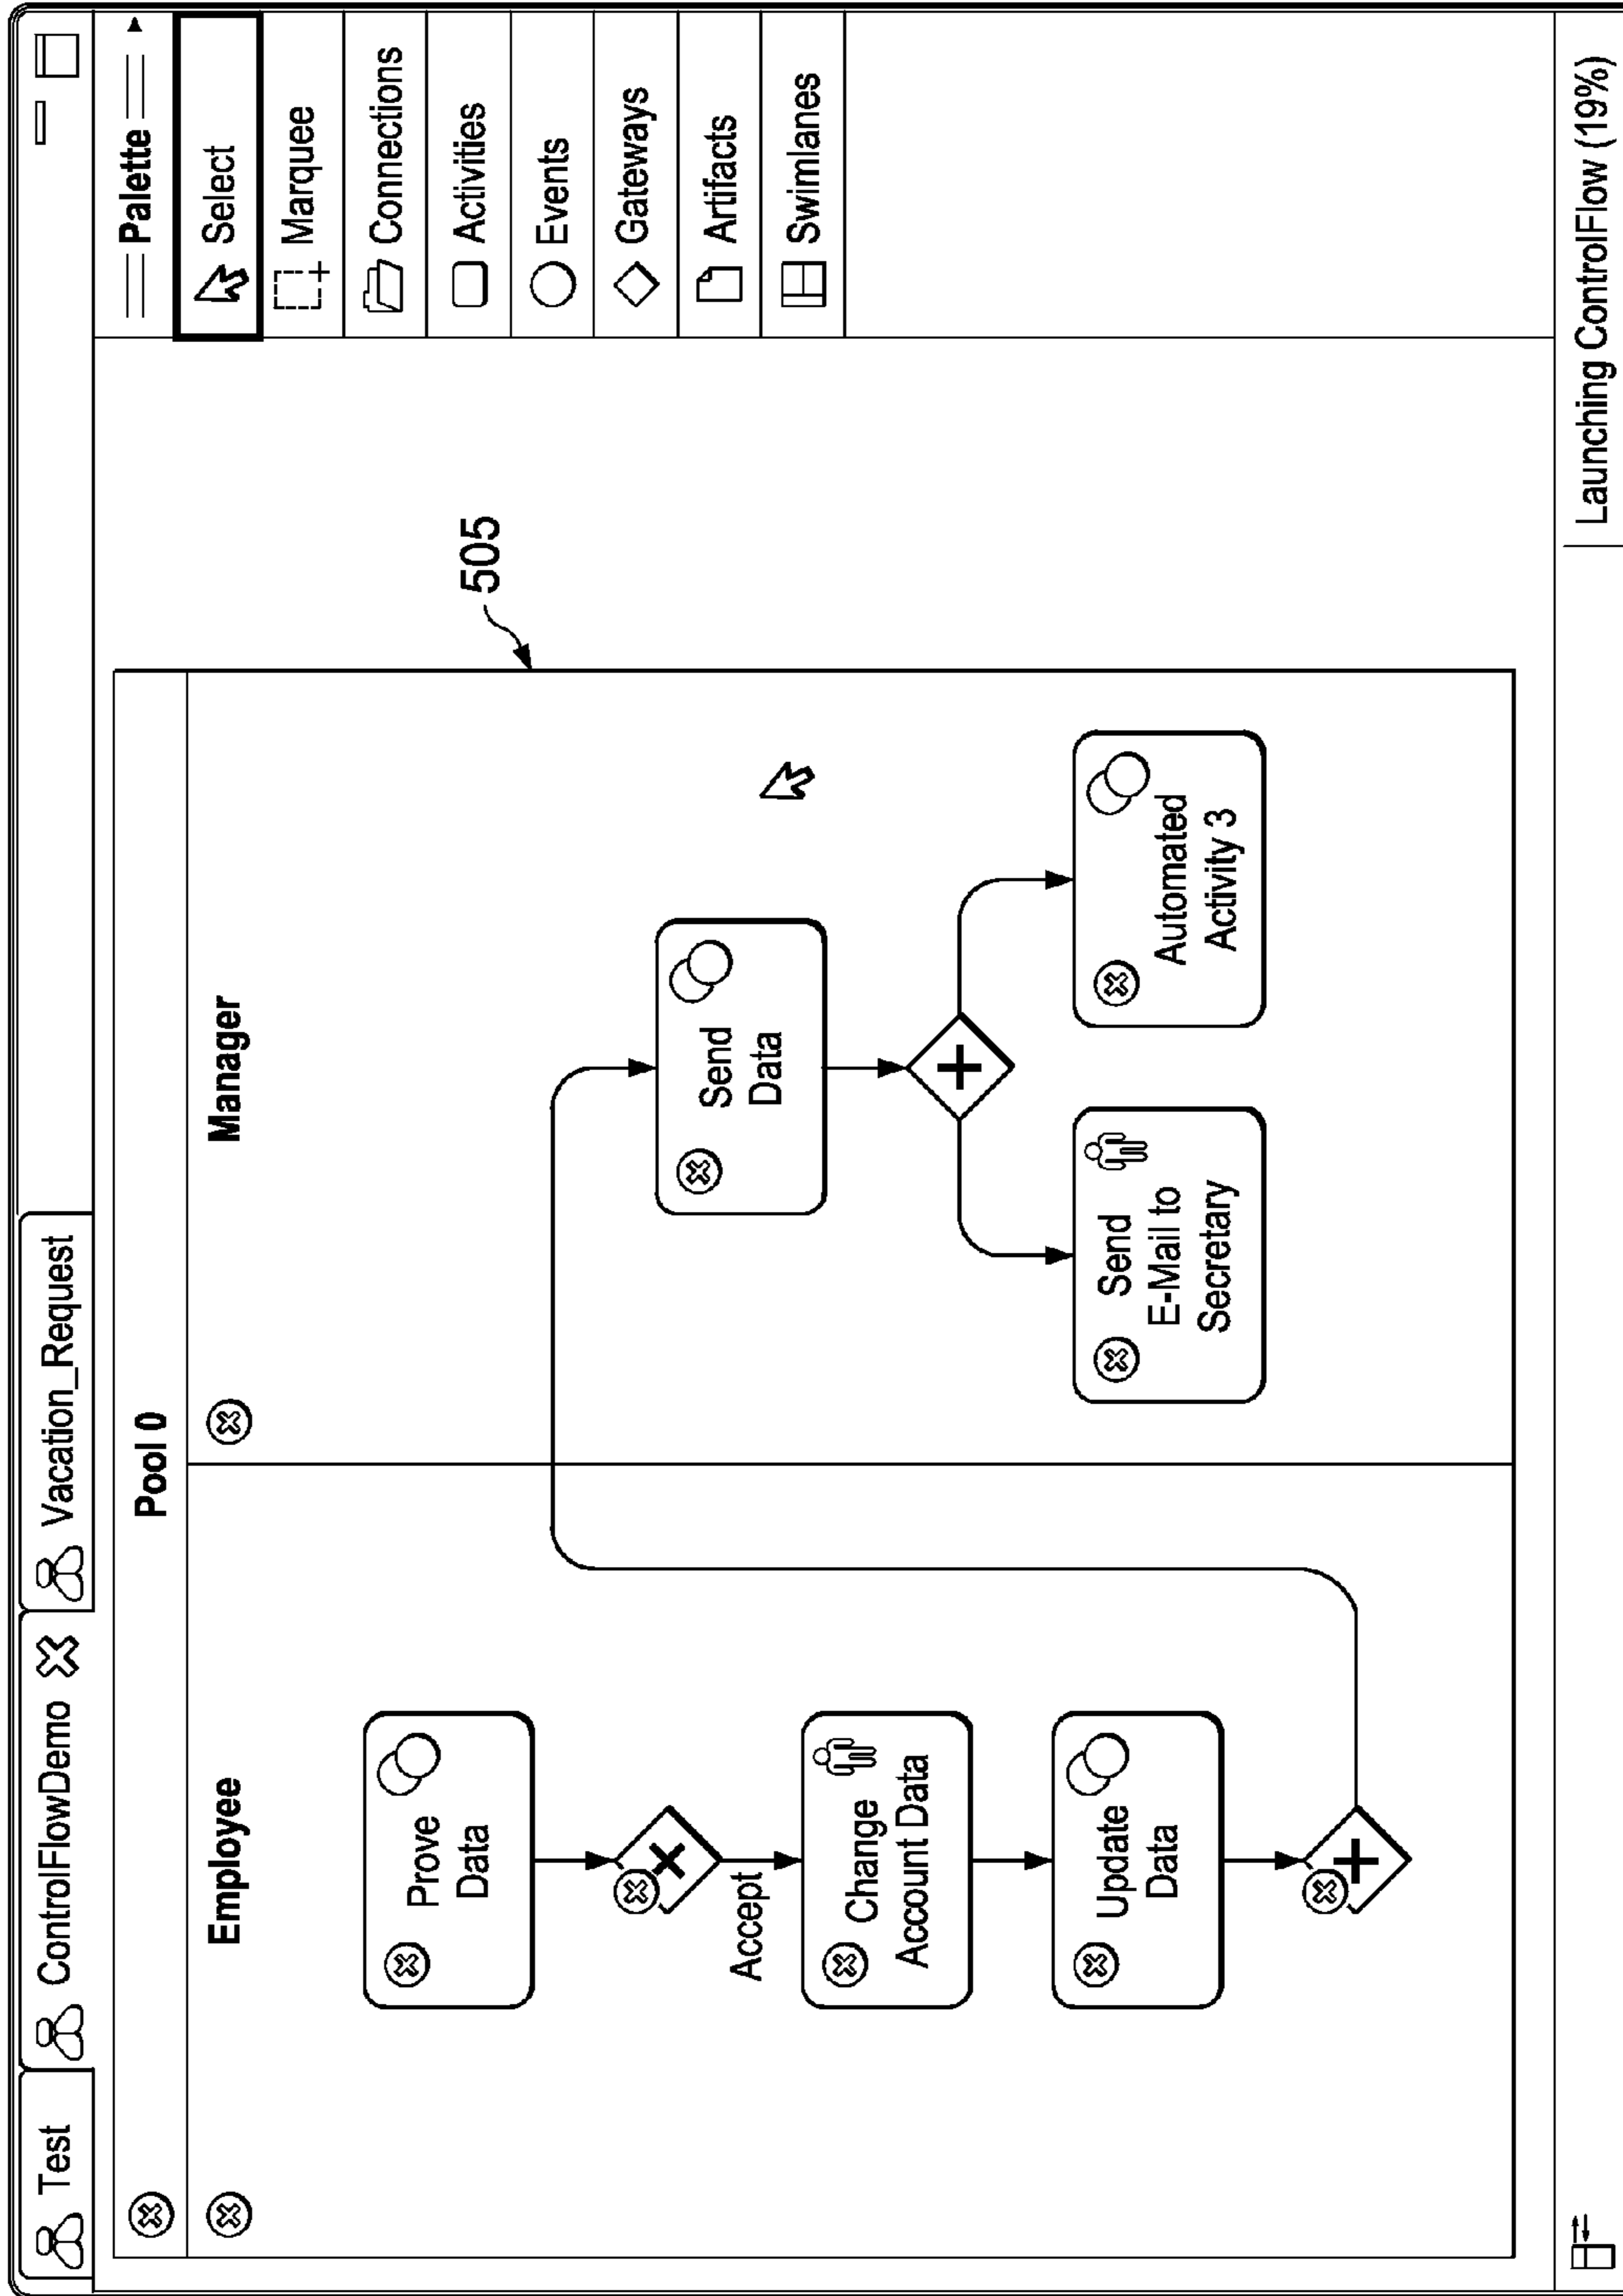 Test
ControlFlowDemo
Vacation_Request
Pool 0
Employee
Manager
Prove
Data
Accept
Change
Account Data
Update
Data
Send
Data
Send
E-Mail to
Secretary
Automated
Activity 3
505
Palette
Select
Marquee
Connections
Activities
Events
Gateways
Artifacts
Swimlanes
Launching ControlFlow (19%)